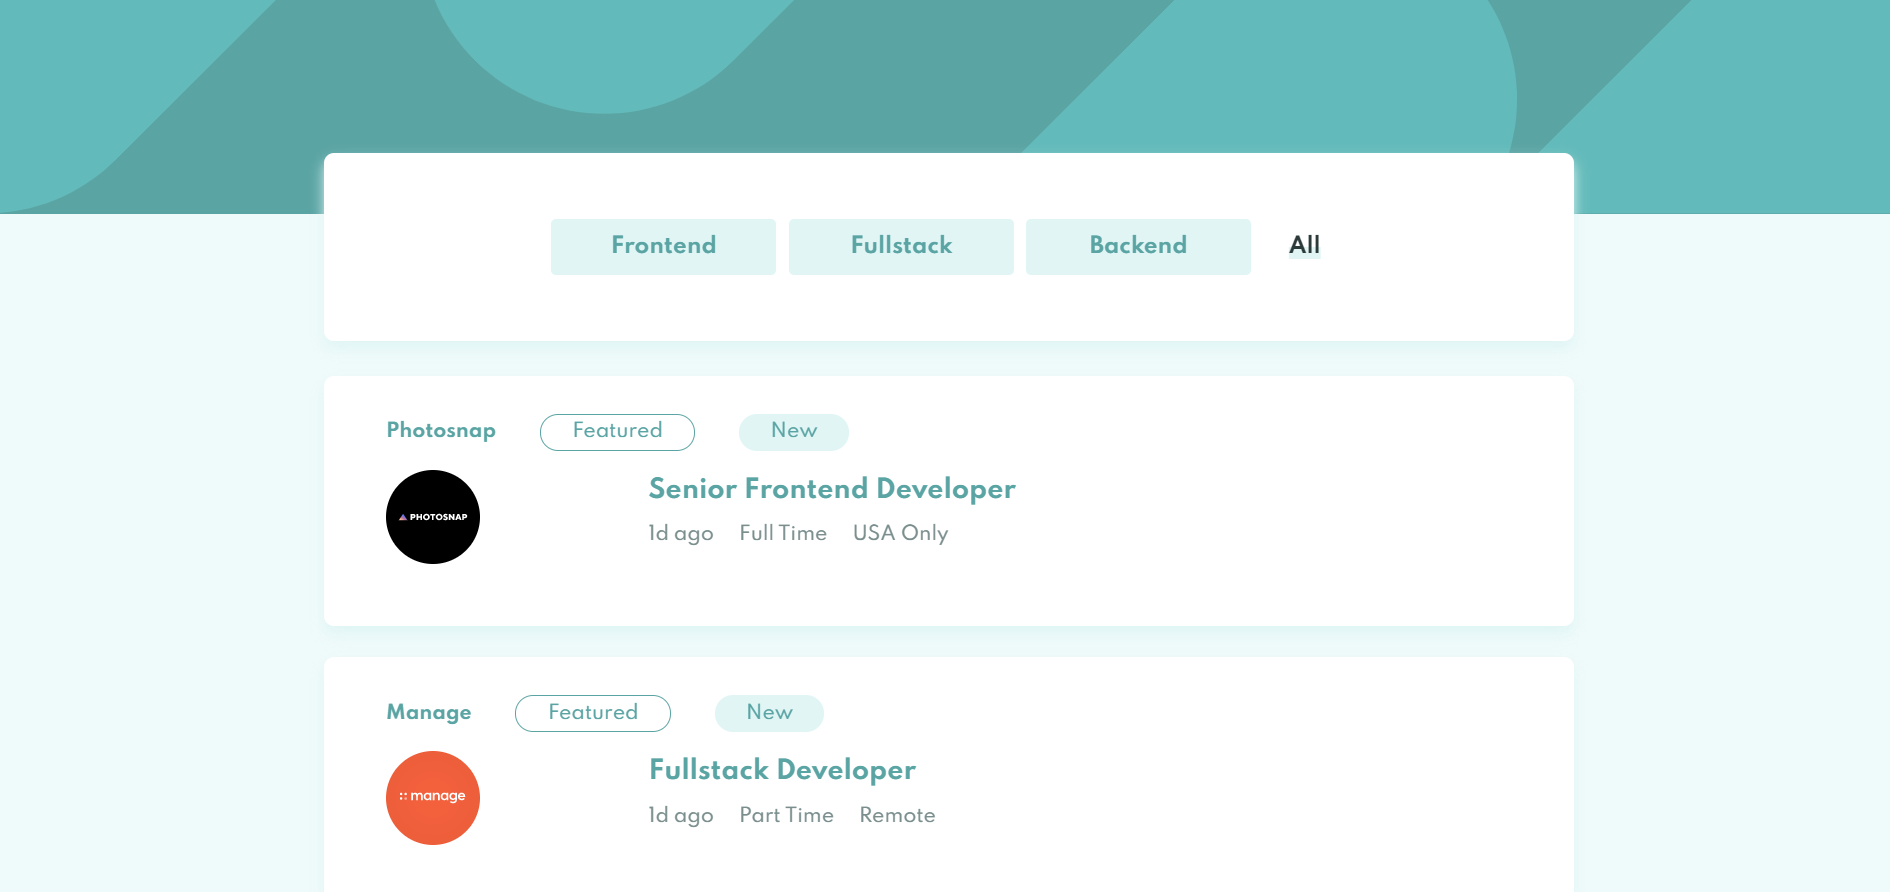 Frontend Fullstack Backend All
Photosnap Featured New
PHOTOSNAP
Senior Frontend Developer
1d ago Full Time USA Only
Manage Featured New
manage
Fullstack Developer
1d ago Part Time Remote